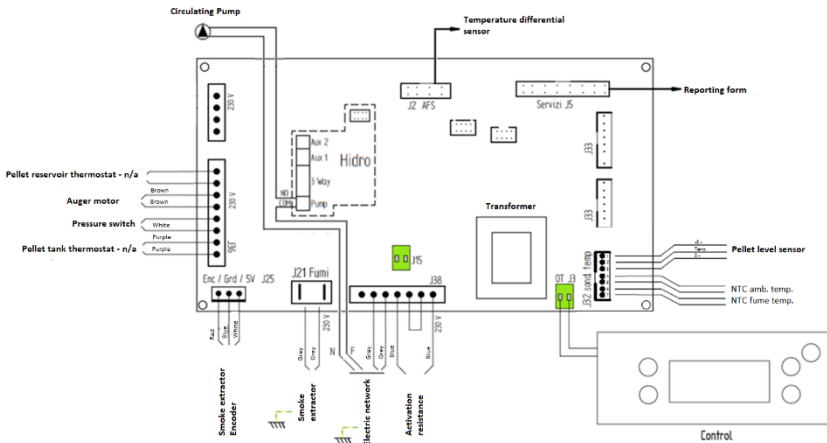 Circulating Pump
Temperature differential
sensor
J2 AFS
Servizi J5
Reporting form
230 V
Aux 2
Aux 1
Hidro
3 Way
NO
COM
Pump
J33
J33
Pellet reservoir thermostat - n/a
Brown
Auger motor
Brown
230 V
Pressure switch
White
Purple
Pellet tank thermostat - n/a
Purple
J36
Transformer
J15
Enc / Grd / 5V
J25
J21 Fumi
J38
OT
J3
J32 sond.temp
Pellet level sensor
NTC amb. temp.
NTC fume temp.
230 V
230 V
Red
Blue
White
Grey
Grey
N
F
Grey
Grey
Blue
Blue
Smoke extractor
Encoder
Smoke
extractor
Electric network
Activation
resistance
Control